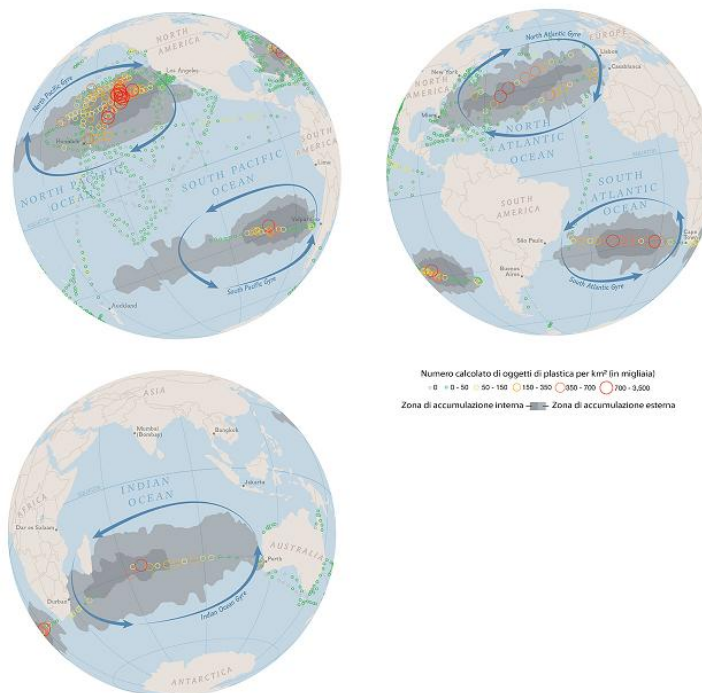 NORTH
AMERICA
North Pacific Gyre
Los Angeles
Honolulu
NORTH PACIFIC
OCEAN
SOUTH PACIFIC
OCEAN
EQUATOR
SOUTH
AMERICA
Lima
Valparaiso
South Pacific Gyre
Auckland
North Atlantic Gyre
EUROPE
Lisbon
Casablanca
New York
NORTH
AMERICA
Miami
NORTH
ATLANTIC
OCEAN
AFRICA
EQUATOR
SOUTH
AMERICA
SOUTH
ATLANTIC
OCEAN
São Paulo
Buenos
Aires
Cape
Town
South Atlantic Gyre
Numero calcolato di oggetti di plastica per km² (in migliaia)
0 0 - 50 50 - 150 150 - 350 350 - 700 700 - 3,500
Zona di accumulazione interna Zona di accumulazione esterna
ASIA
Mumbai
(Bombay)
Bangkok
EQUATOR
INDIAN
OCEAN
Jakarta
AFRICA
Dar es Salaam
AUSTRALIA
Perth
Durban
Indian Ocean Gyre
ANTARCTICA